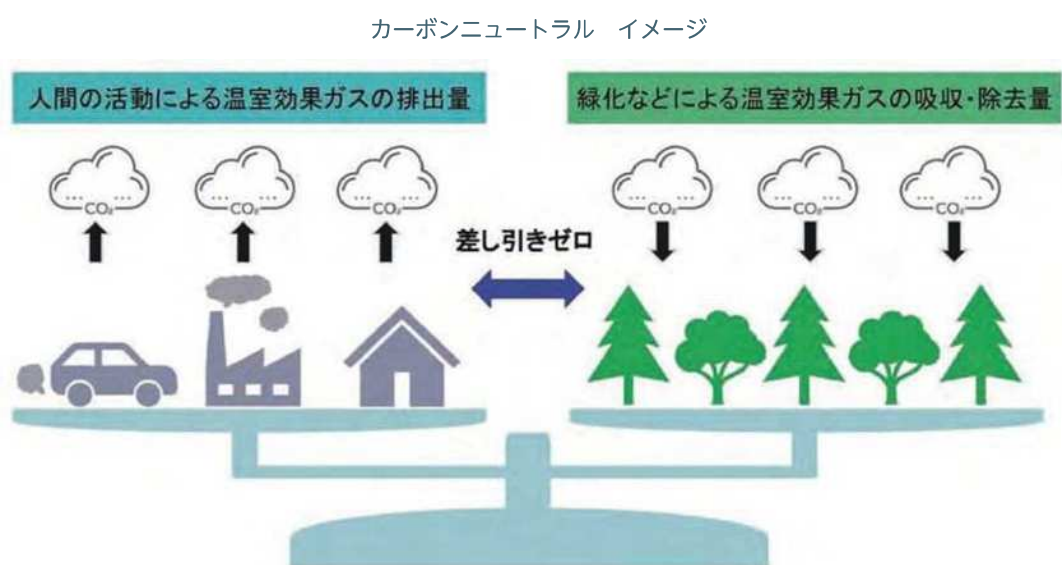 カーボンニュートラル　イメージ
人間の活動による温室効果ガスの排出量
緑化などによる温室効果ガスの吸収・除去量
CO₂
CO₂
CO₂
CO₂
CO₂
CO₂
差し引きゼロ